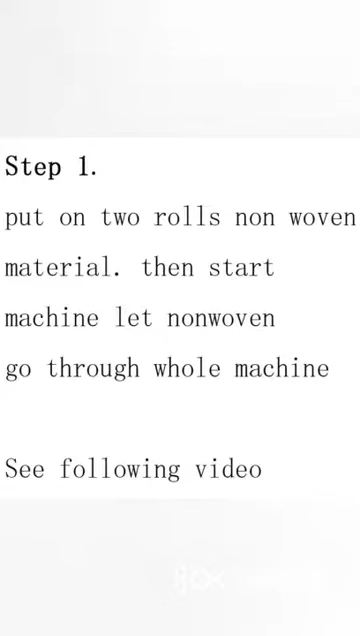 Step 1.
put on two rolls non woven
material. then start
machine let nonwoven
go through whole machine
See following video